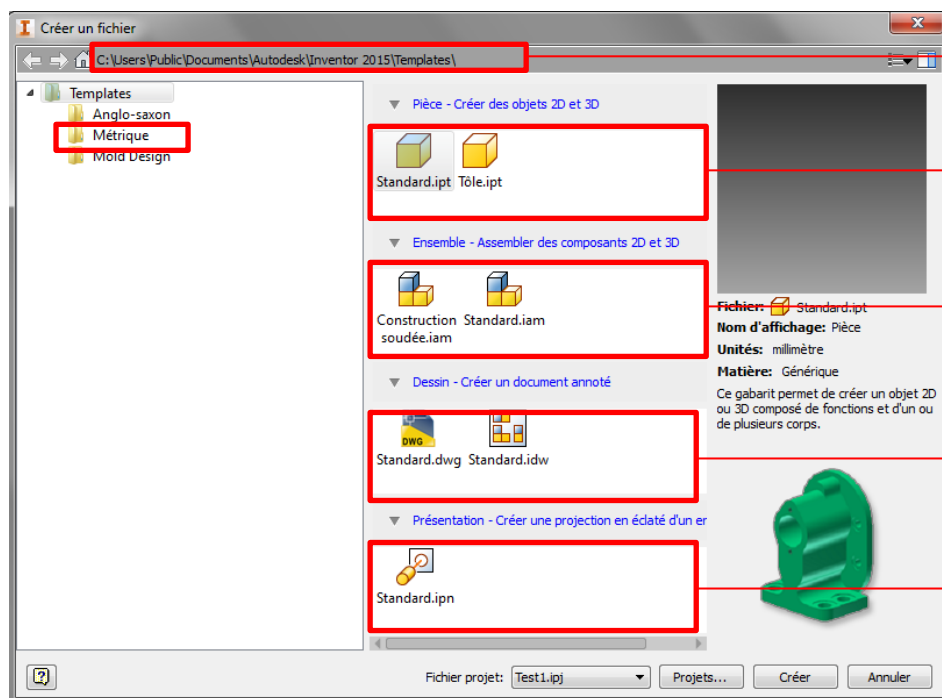 Créer un fichier
C:\Users\Public\Documents\Autodesk\Inventor 2015\Templates\
Templates
Anglo-saxon
Métrique
Mold Design
Pièce - Créer des objets 2D et 3D
Standard.ipt Tôle.ipt
Ensemble - Assembler des composants 2D et 3D
Construction soudée.iam Standard.iam
Dessin - Créer un document annoté
DWG
Standard.dwg Standard.idw
Présentation - Créer une projection en éclaté d'un er
Standard.ipn
Fichier: Standard.ipt
Nom d'affichage: Pièce
Unités: millimètre
Matière: Générique
Ce gabarit permet de créer un objet 2D
ou 3D composé de fonctions et d'un ou
de plusieurs corps.
Fichier projet: Test1.ipj Projets... Créer Annuler